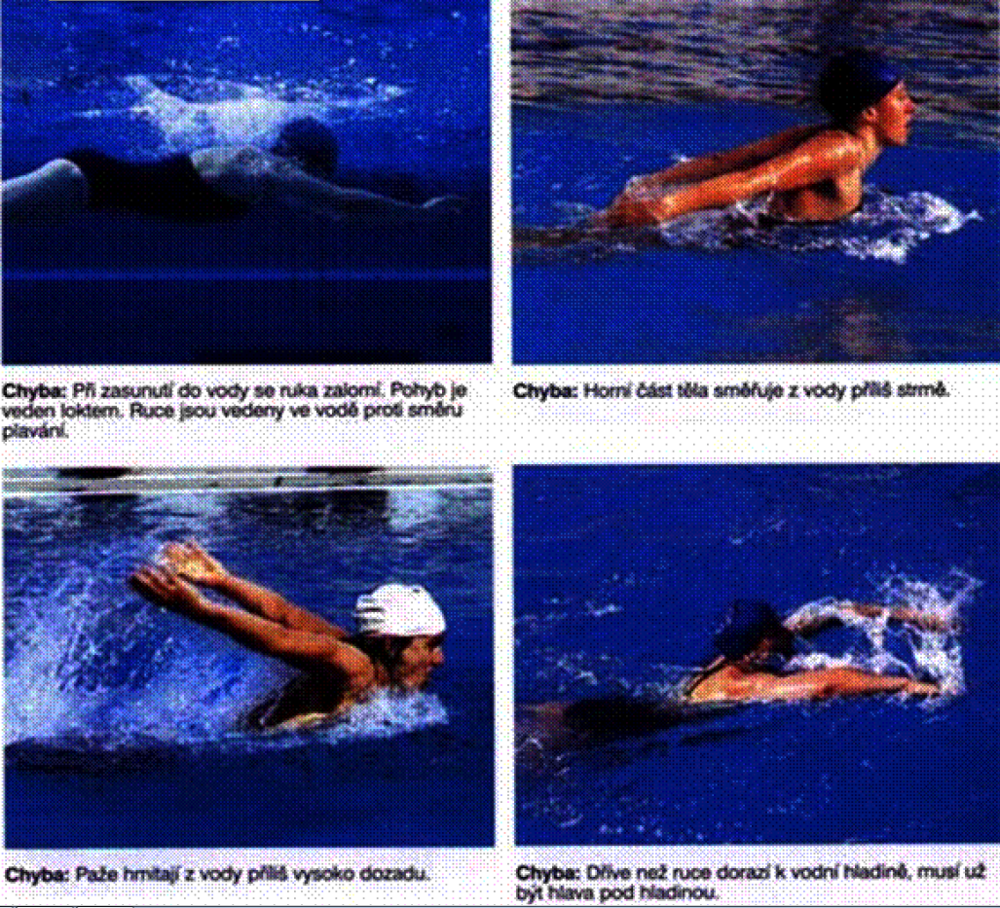 Chyba: Při zasunutí do vody se ruka zalomí. Pohyb je
veden loktem. Ruce jsou vedeny ve vodě proti směru
plavání.
Chyba: Horní část těla směřuje z vody příliš strmě.
Chyba: Paže hrnitají z vody příliš vysoko dozadu.
Chyba: Dříve než ruce dorazí k vodní hladině, musí už
být hlava pod hladinou.